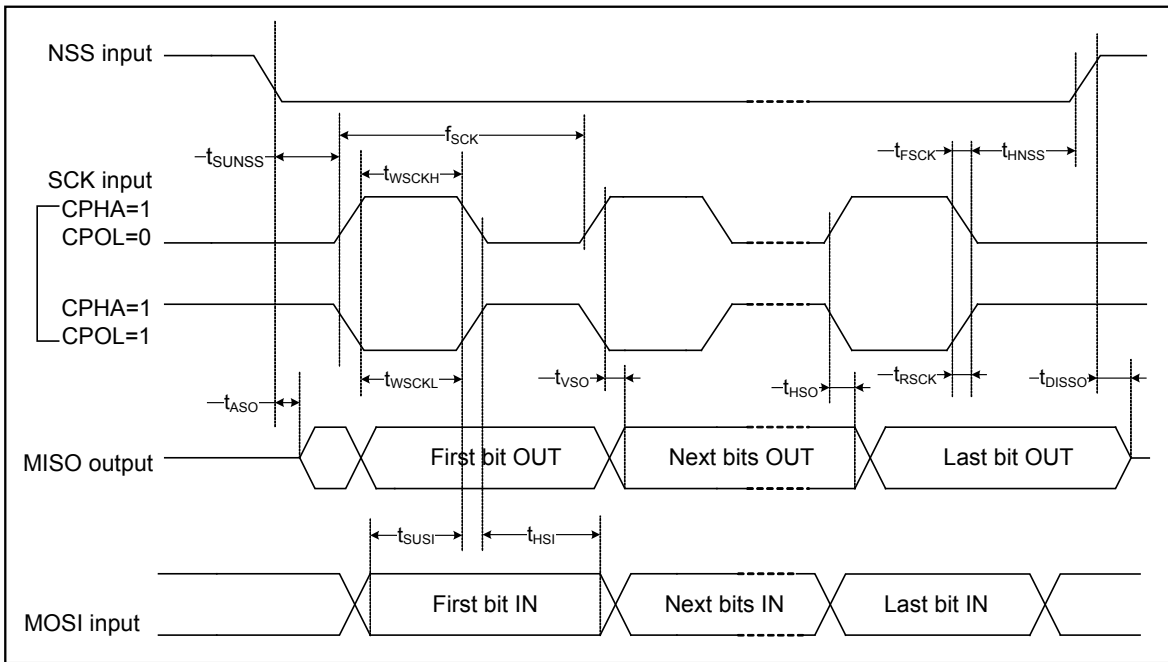 NSS input
fSCK
tSUNSS
tFSCK
tHNSS
tWSCKH
SCK input
CPHA=1
CPOL=0
CPHA=1
CPOL=1
tWSCKL
tVSO
tHSO
tRSCK
tDISSO
tASO
MISO output
First bit OUT
Next bits OUT
Last bit OUT
tSUSI
tHSI
MOSI input
First bit IN
Next bits IN
Last bit IN